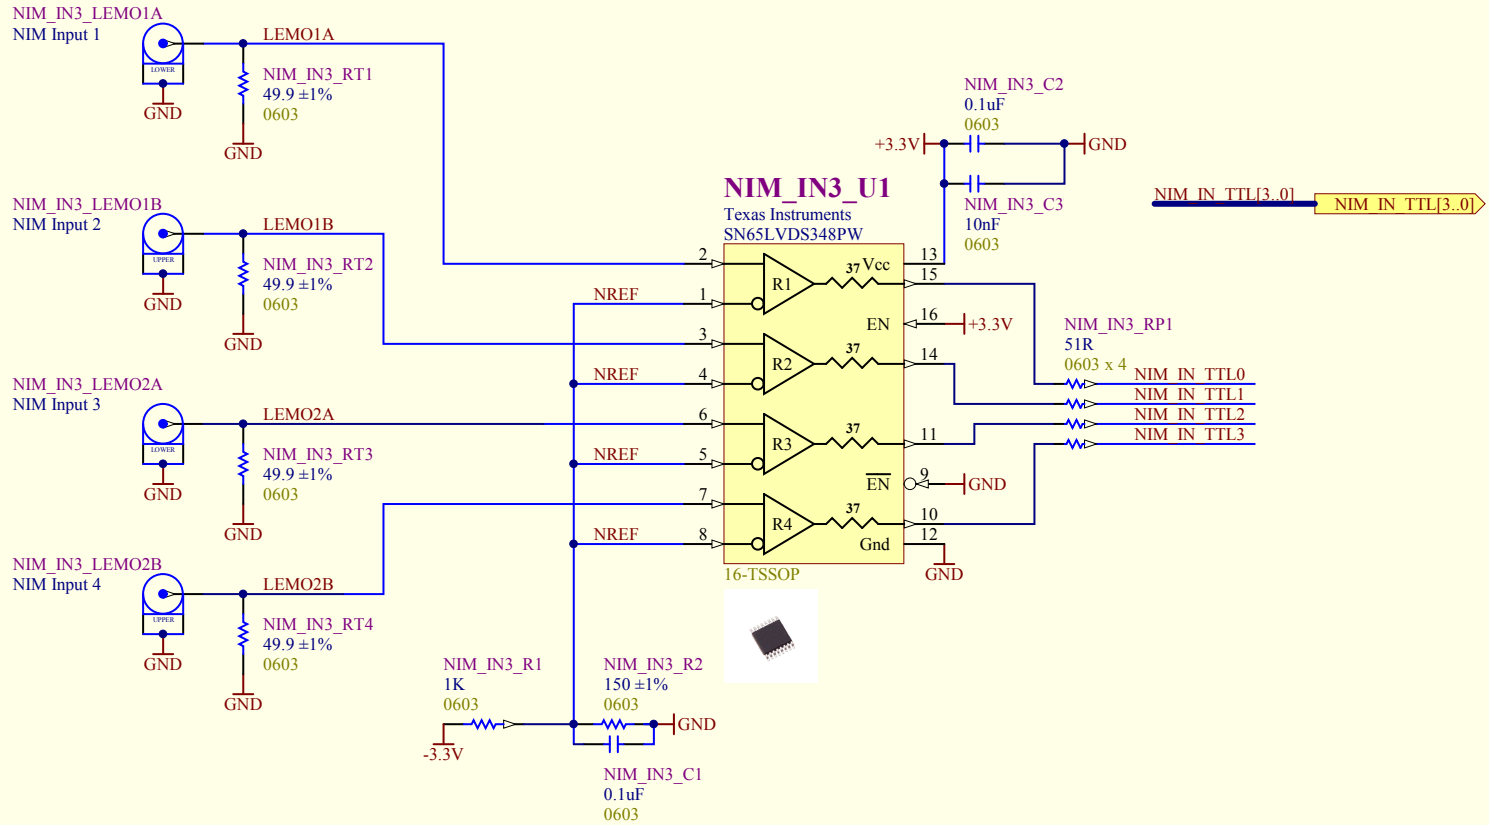 NIM_IN3_LEMO1A
NIM Input 1
LOWER
GND
LEMO1A
NIM_IN3_RT1
49.9 ±1%
0603
GND
NIM_IN3_LEMO1B
NIM Input 2
UPPER
GND
LEMO1B
NIM_IN3_RT2
49.9 ±1%
0603
GND
NIM_IN3_LEMO2A
NIM Input 3
LOWER
GND
LEMO2A
NIM_IN3_RT3
49.9 ±1%
0603
GND
NIM_IN3_LEMO2B
NIM Input 4
UPPER
GND
LEMO2B
NIM_IN3_RT4
49.9 ±1%
0603
GND
NIM_IN3_R1
1K
0603
-3.3V
NIM_IN3_R2
150 ±1%
0603
GND
NIM_IN3_C1
0.1uF
0603
NREF
NREF
NREF
NREF
NIM_IN3_U1
Texas Instruments
SN65LVDS348PW
2
1
3
4
6
5
7
8
R1
37
R2
37
R3
37
R4
37
Vcc
EN
EN
Gnd
13
15
16
14
11
9
10
12
16-TSSOP
+3.3V
GND
GND
NIM_IN3_C2
0.1uF
0603
+3.3V
GND
NIM_IN3_C3
10nF
0603
NIM_IN3_RP1
51R
0603 x 4
NIM_IN_TTL0
NIM_IN_TTL1
NIM_IN_TTL2
NIM_IN_TTL3
NIM_IN_TTL[3..0]
NIM_IN_TTL[3..0]